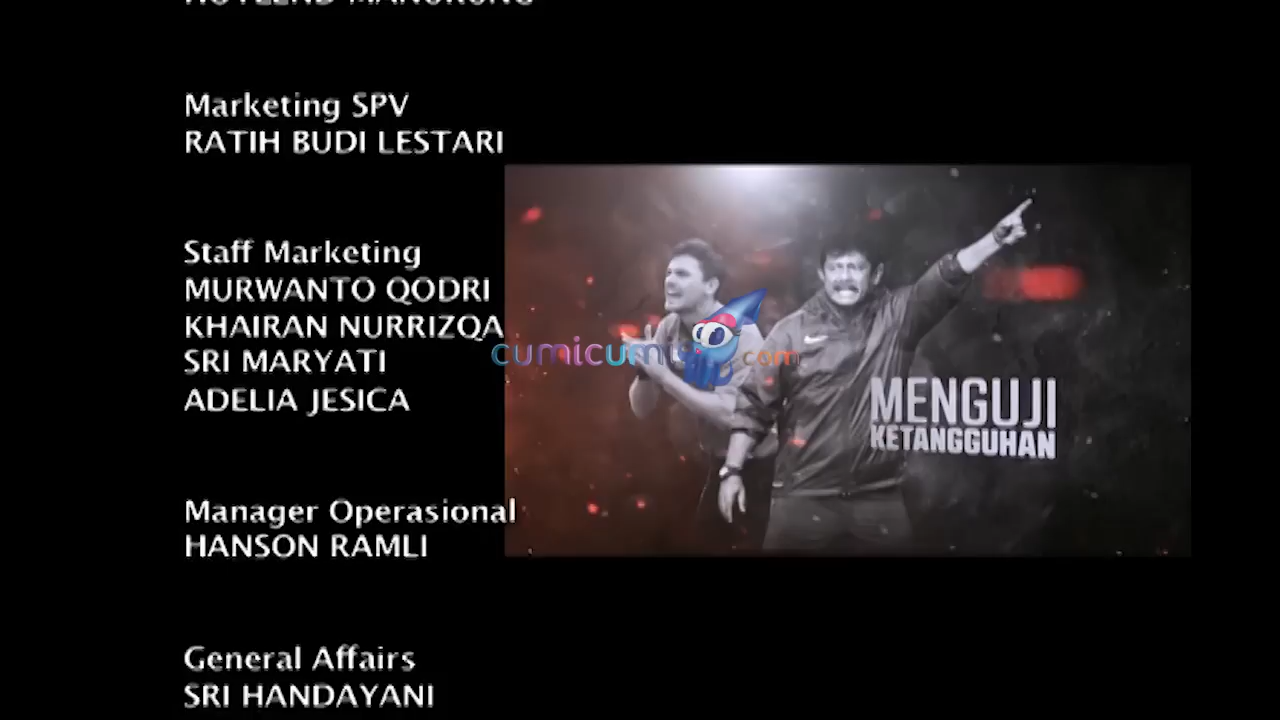 Marketing SPV
RATIH BUDI LESTARI
Staff Marketing
MURWANTO QODRI
KHAIRAN NURRIZQA
SRI MARYATI
ADELIA JESICA
cumicumi.com
MENGUJI
KETANGGUHAN
Manager Operasional
HANSON RAMLI
General Affairs
SRI HANDAYANI